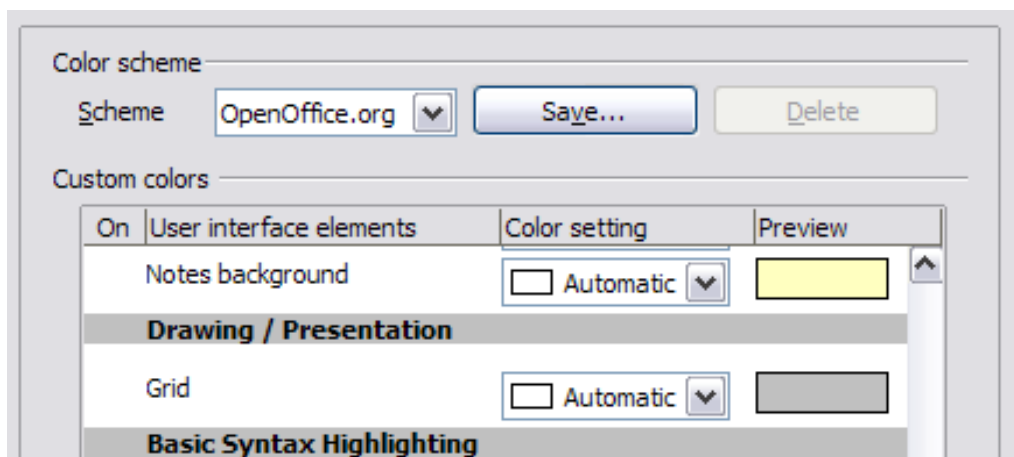 Color scheme
Scheme OpenOffice.org Save... Delete
Custom colors
On User interface elements Color setting Preview
Notes background Automatic
Drawing / Presentation
Grid Automatic
Basic Syntax Highlighting